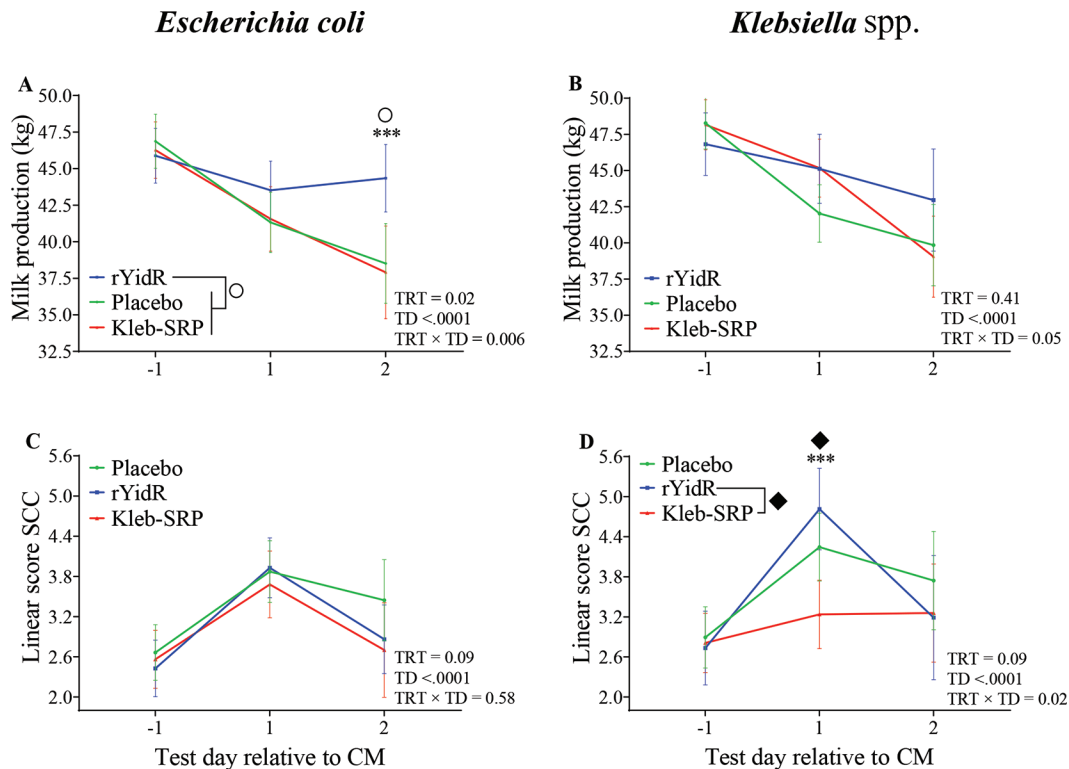 Escherichia coli
Klebsiella spp.
A
50.0
47.5
45.0
42.5
40.0
37.5
35.0
32.5
Milk production (kg)
***
rYidR
Placebo
Kleb-SRP
TRT = 0.02
TD <.0001
TRT × TD = 0.006
-1
1
2
B
50.0
47.5
45.0
42.5
40.0
37.5
35.0
32.5
Milk production (kg)
rYidR
Placebo
Kleb-SRP
TRT = 0.41
TD <.0001
TRT × TD = 0.05
-1
1
2
C
5.6
5.0
4.4
3.8
3.2
2.6
2.0
Linear score SCC
Placebo
rYidR
Kleb-SRP
TRT = 0.09
TD <.0001
TRT × TD = 0.58
-1
1
2
Test day relative to CM
D
5.6
5.0
4.4
3.8
3.2
2.6
2.0
Linear score SCC
***
Placebo
rYidR
Kleb-SRP
TRT = 0.09
TD <.0001
TRT × TD = 0.02
-1
1
2
Test day relative to CM